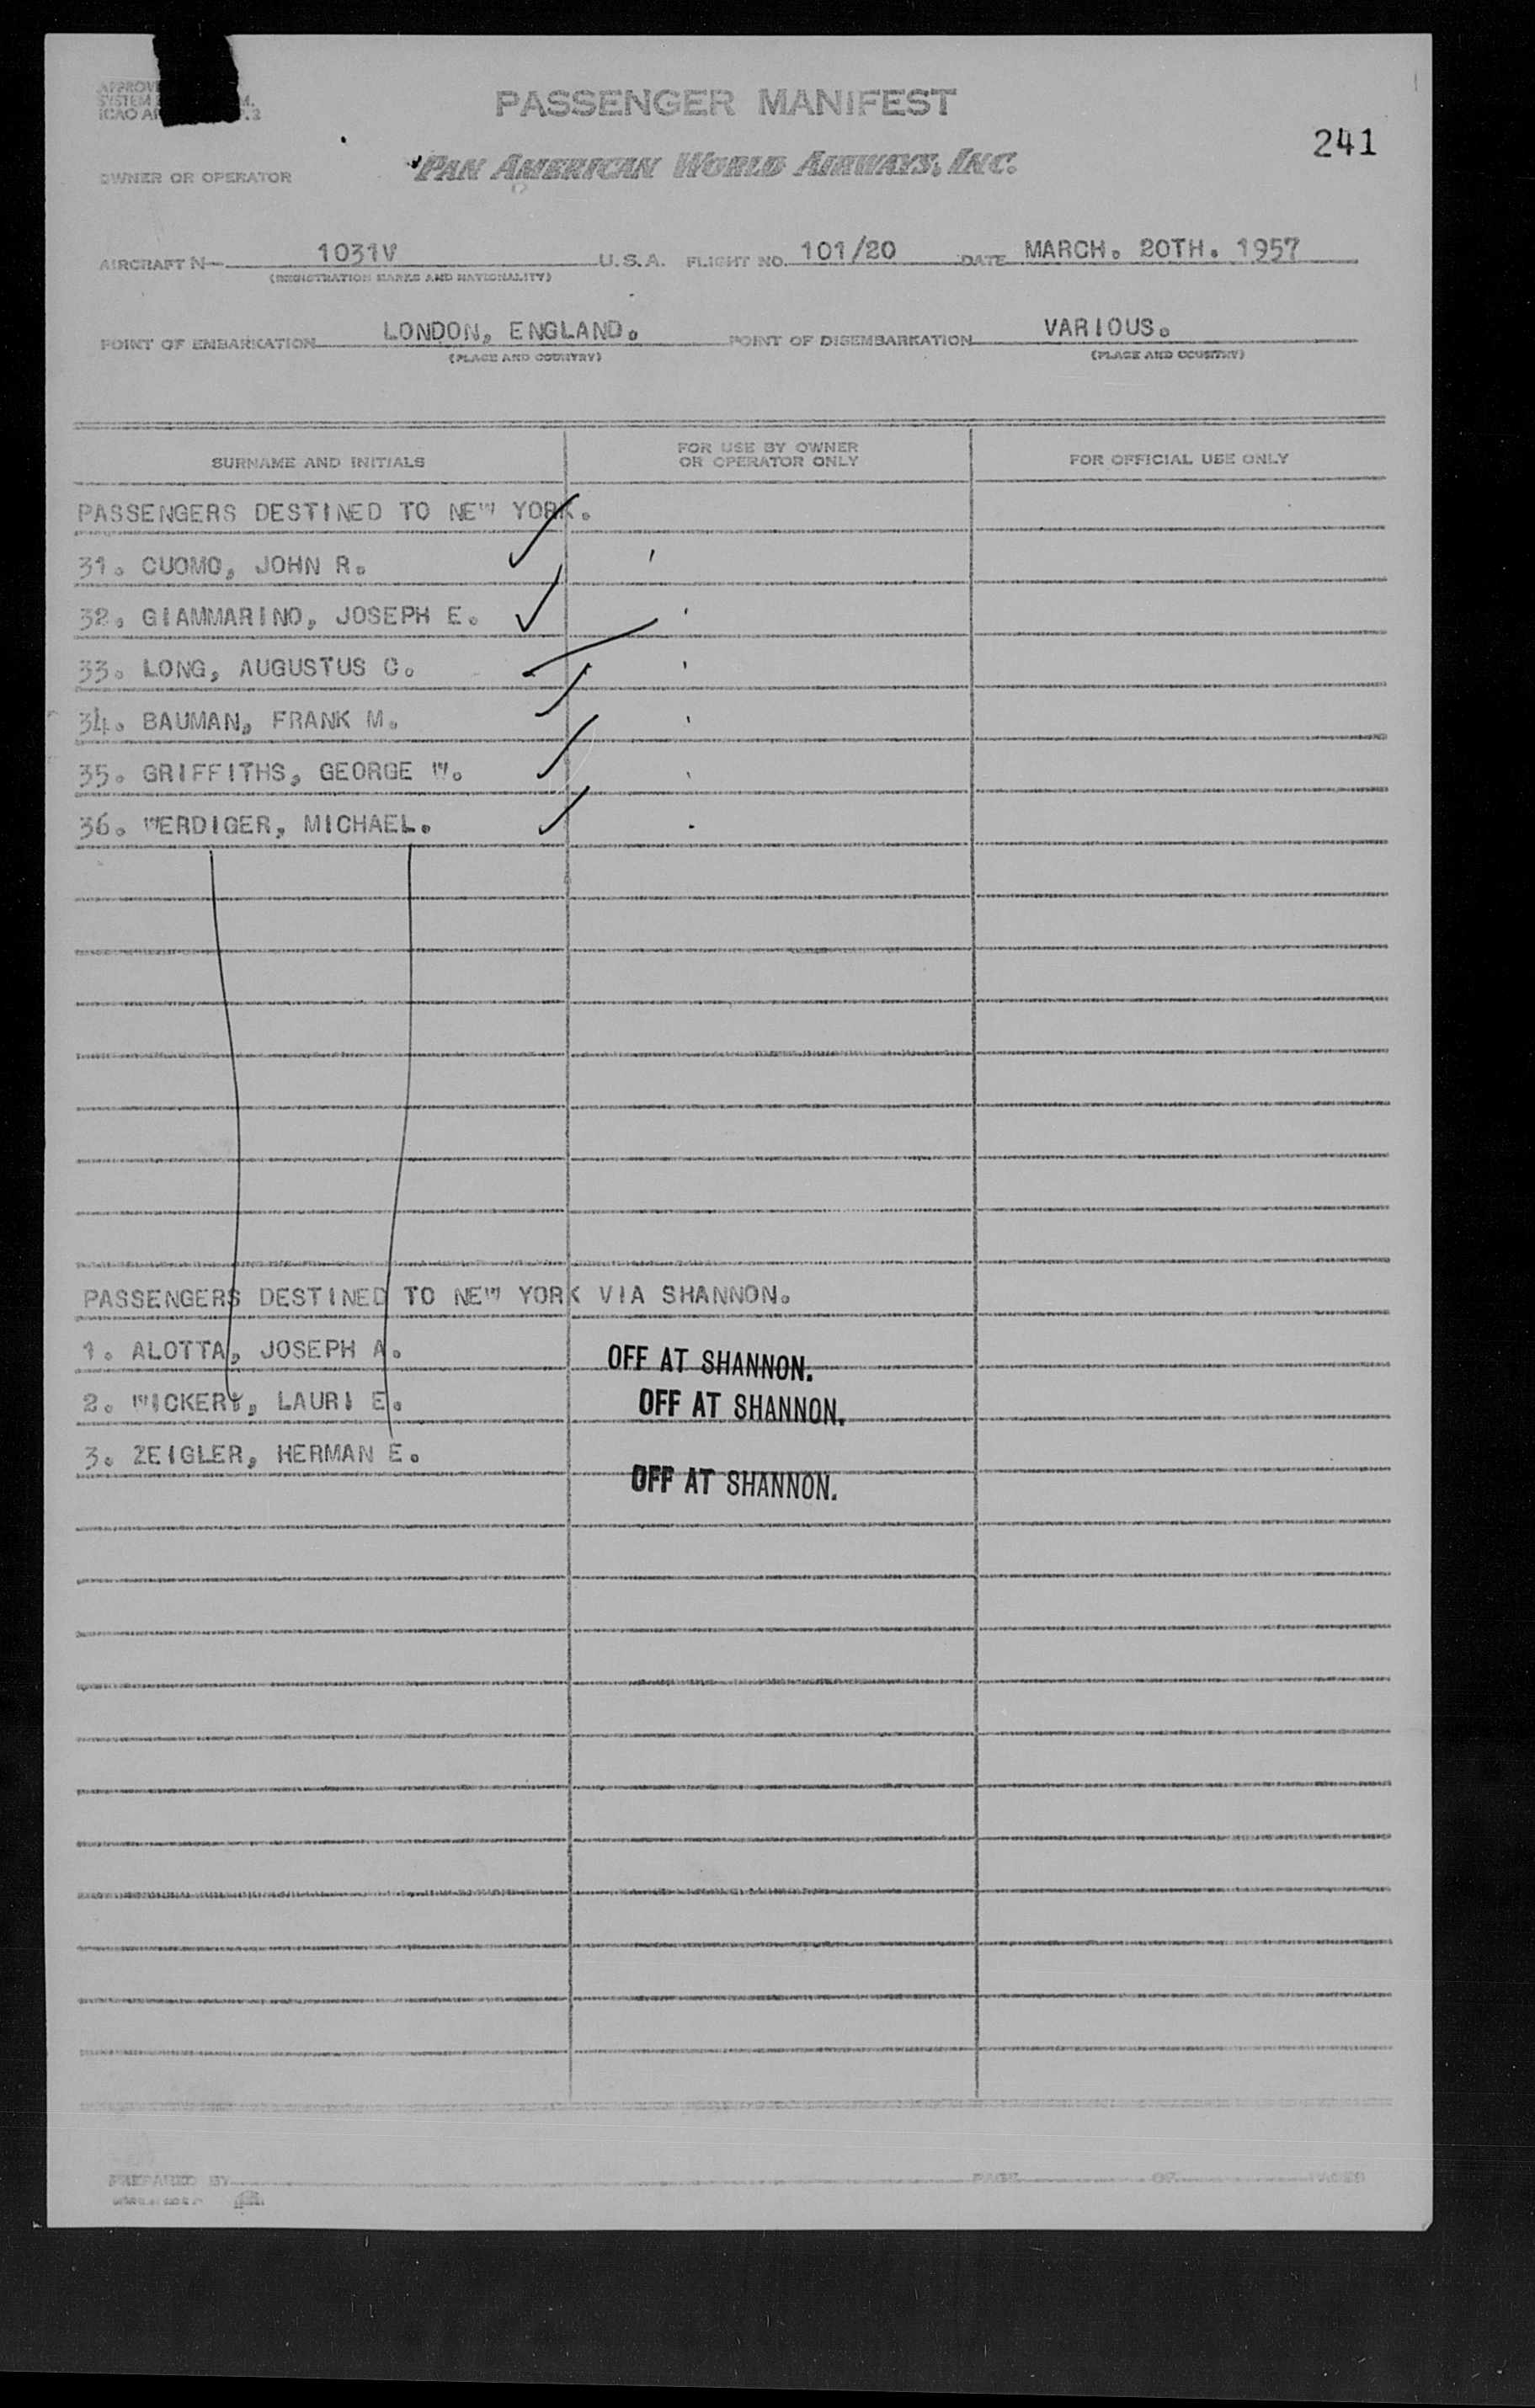 PASSENGER MANIFEST
241
PAN AMERICAN WORLD AIRWAYS, INC.
OWNER OR OPERATOR
AIRCRAFT N- 1031V U.S.A. FLIGHT NO. 101/20 DATE MARCH. 20TH. 1957
(REGISTRATION MARKS AND NATIONALITY)
POINT OF EMBARKATION LONDON, ENGLAND. POINT OF DISEMBARKATION VARIOUS.
(PLACE AND COUNTRY) (PLACE AND COUNTRY)
SURNAME AND INITIALS FOR USE BY OWNER OR OPERATOR ONLY FOR OFFICIAL USE ONLY
PASSENGERS DESTINED TO NEW YORK.
31. CUOMO, JOHN R.
32. GIAMMARINO, JOSEPH E.
33. LONG, AUGUSTUS C.
34. BAUMAN, FRANK M.
35. GRIFFITHS, GEORGE W.
36. WERDIGER, MICHAEL.
PASSENGERS DESTINED TO NEW YORK VIA SHANNON.
1. ALOTTA, JOSEPH A. OFF AT SHANNON.
2. WICKERT, LAURI E. OFF AT SHANNON.
3. ZEIGLER, HERMAN E. OFF AT SHANNON.
PREPARED BY PAGE OF PAGES